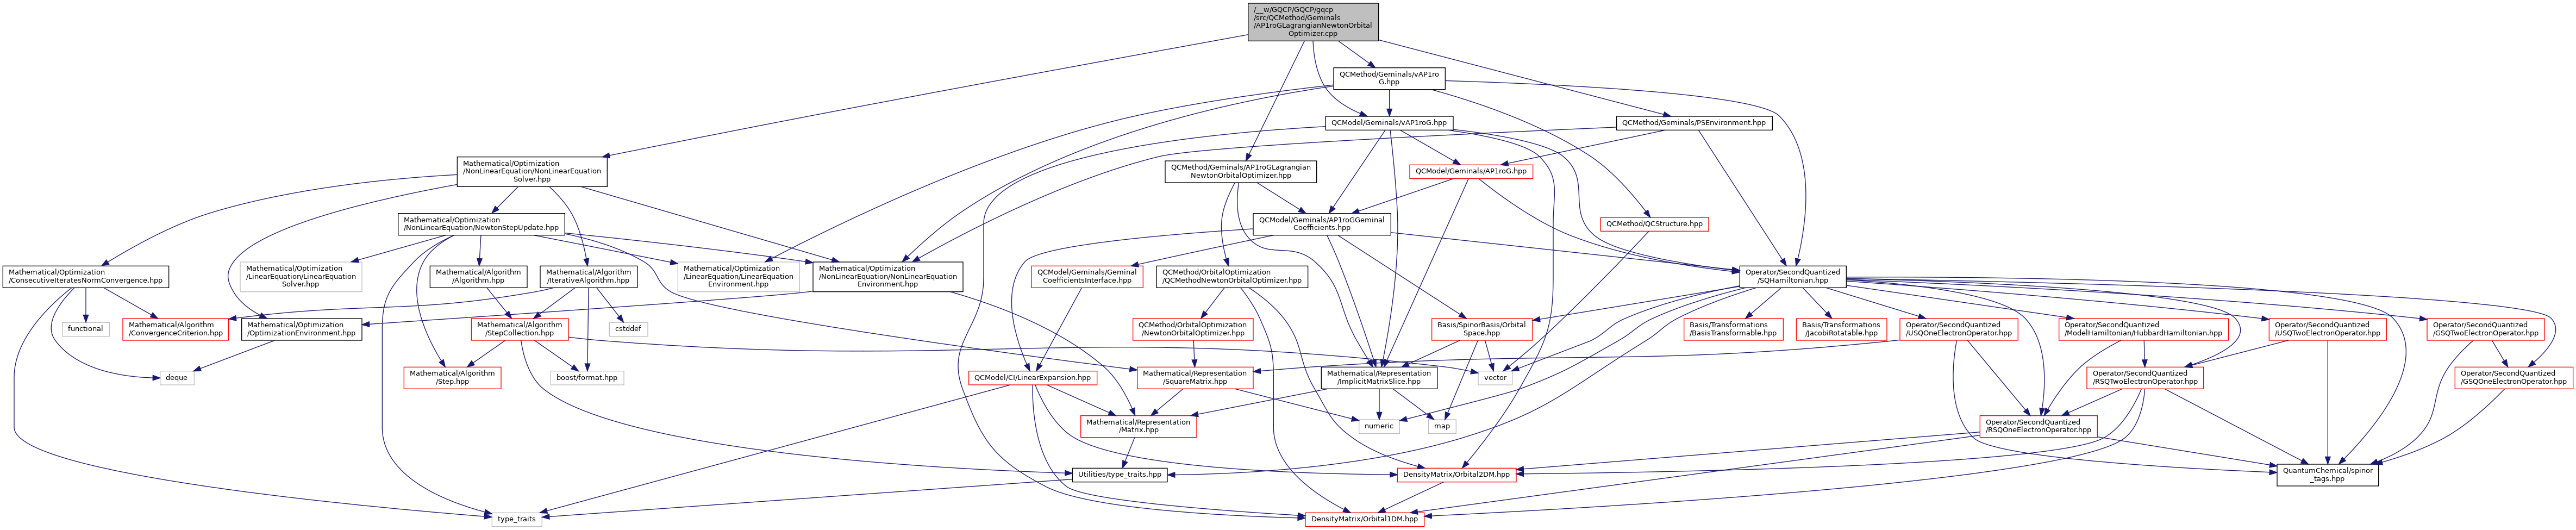 /__w/GQCP/GQCP/gqcp
/src/QCMethod/Geminals
/AP1roGLagrangianNewtonOrbital
Optimizer.cpp
QCMethod/Geminals/vAP1ro
G.hpp
QCModel/Geminals/vAP1roG.hpp
QCMethod/Geminals/PSEnvironment.hpp
Mathematical/Optimization
/NonLinearEquation/NonLinearEquation
Solver.hpp
QCMethod/Geminals/AP1roGLagrangian
NewtonOrbitalOptimizer.hpp
QCModel/Geminals/AP1roG.hpp
Mathematical/Optimization
/NonLinearEquation/NewtonStepUpdate.hpp
QCModel/Geminals/AP1roGGeminal
Coefficients.hpp
QCMethod/QCStructure.hpp
Mathematical/Optimization
/ConsecutiveIteratesNormConvergence.hpp
Mathematical/Optimization
/LinearEquation/LinearEquation
Solver.hpp
Mathematical/Algorithm
/Algorithm.hpp
Mathematical/Algorithm
/IterativeAlgorithm.hpp
Mathematical/Optimization
/LinearEquation/LinearEquation
Environment.hpp
Mathematical/Optimization
/NonLinearEquation/NonLinearEquation
Environment.hpp
QCModel/Geminals/Geminal
CoefficientsInterface.hpp
QCMethod/OrbitalOptimization
/QCMethodNewtonOrbitalOptimizer.hpp
Operator/SecondQuantized
/SQHamiltonian.hpp
functional
Mathematical/Algorithm
/ConvergenceCriterion.hpp
Mathematical/Optimization
/OptimizationEnvironment.hpp
Mathematical/Algorithm
/StepCollection.hpp
cstddef
QCMethod/OrbitalOptimization
/NewtonOrbitalOptimizer.hpp
Basis/SpinorBasis/Orbital
Space.hpp
Basis/Transformations
/BasisTransformable.hpp
Basis/Transformations
/JacobiRotatable.hpp
Operator/SecondQuantized
/USQOneElectronOperator.hpp
Operator/SecondQuantized
/ModelHamiltonian/HubbardHamiltonian.hpp
Operator/SecondQuantized
/USQTwoElectronOperator.hpp
Operator/SecondQuantized
/GSQTwoElectronOperator.hpp
deque
Mathematical/Algorithm
/Step.hpp
boost/format.hpp
QCModel/CI/LinearExpansion.hpp
Mathematical/Representation
/SquareMatrix.hpp
Mathematical/Representation
/ImplicitMatrixSlice.hpp
vector
Operator/SecondQuantized
/RSQTwoElectronOperator.hpp
Operator/SecondQuantized
/GSQOneElectronOperator.hpp
Mathematical/Representation
/Matrix.hpp
numeric
map
Operator/SecondQuantized
/RSQOneElectronOperator.hpp
Utilities/type_traits.hpp
DensityMatrix/Orbital2DM.hpp
QuantumChemical/spinor
_tags.hpp
type_traits
DensityMatrix/Orbital1DM.hpp